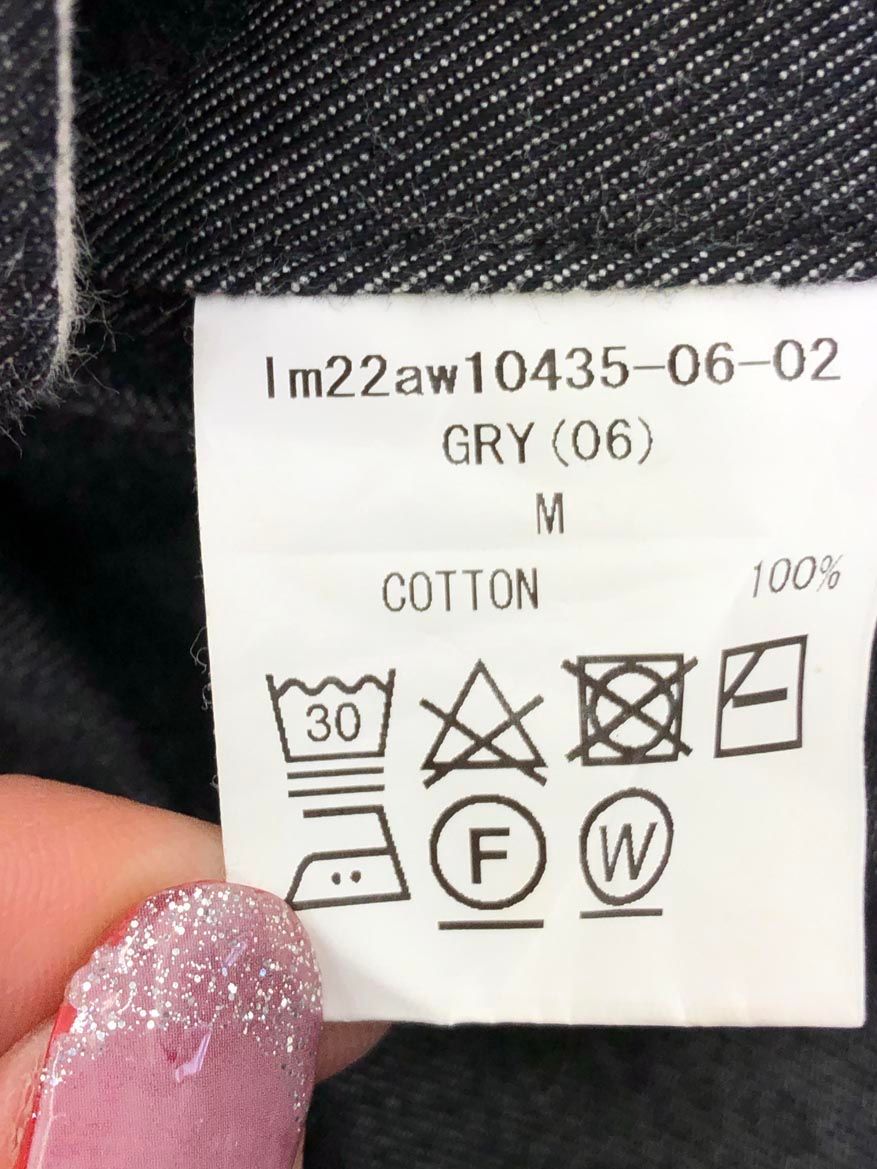 lm22aw10435-06-02
GRY(06)
M
COTTON 100%
30
F W